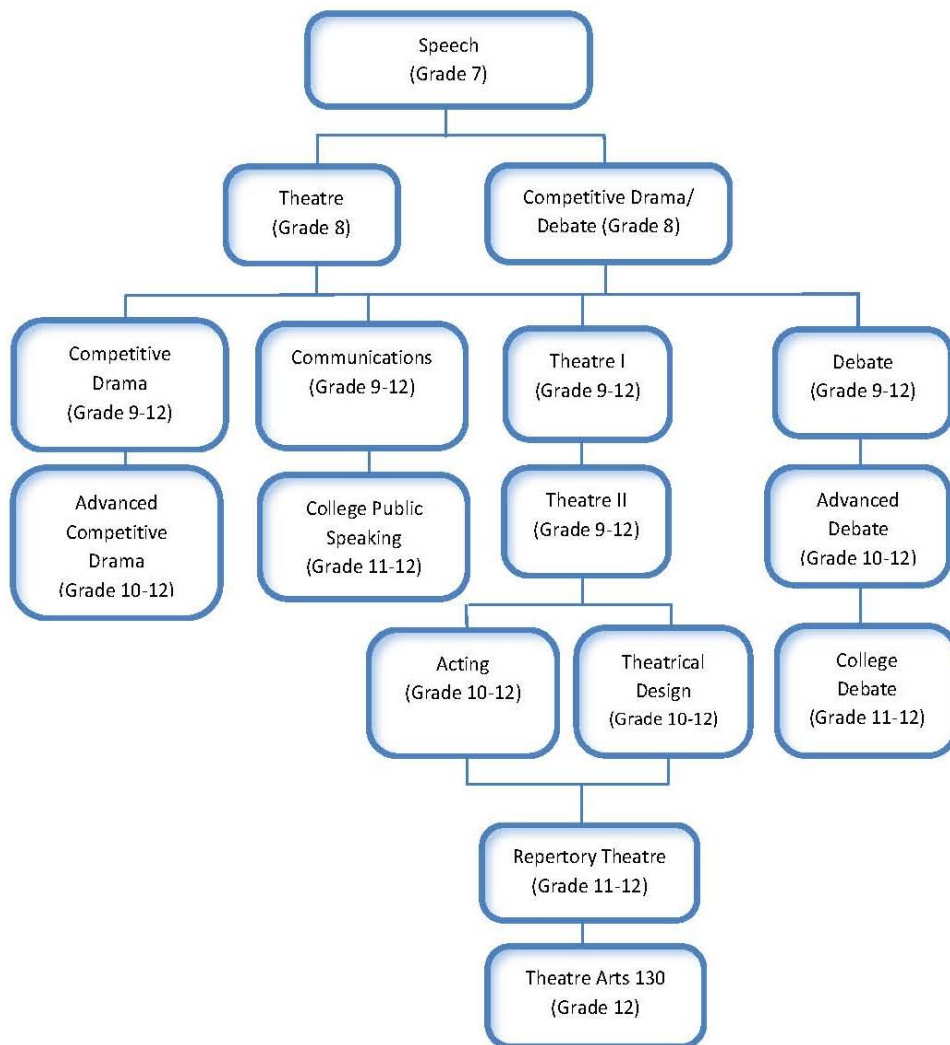 Speech
(Grade 7)
Theatre
(Grade 8)
Competitive Drama/
Debate (Grade 8)
Competitive
Drama
(Grade 9-12)
Communications
(Grade 9-12)
Theatre I
(Grade 9-12)
Debate
(Grade 9-12)
Advanced
Competitive
Drama
(Grade 10-12)
College Public
Speaking
(Grade 11-12)
Theatre II
(Grade 9-12)
Advanced
Debate
(Grade 10-12)
Acting
(Grade 10-12)
Theatrical
Design
(Grade 10-12)
College
Debate
(Grade 11-12)
Repertory Theatre
(Grade 11-12)
Theatre Arts 130
(Grade 12)